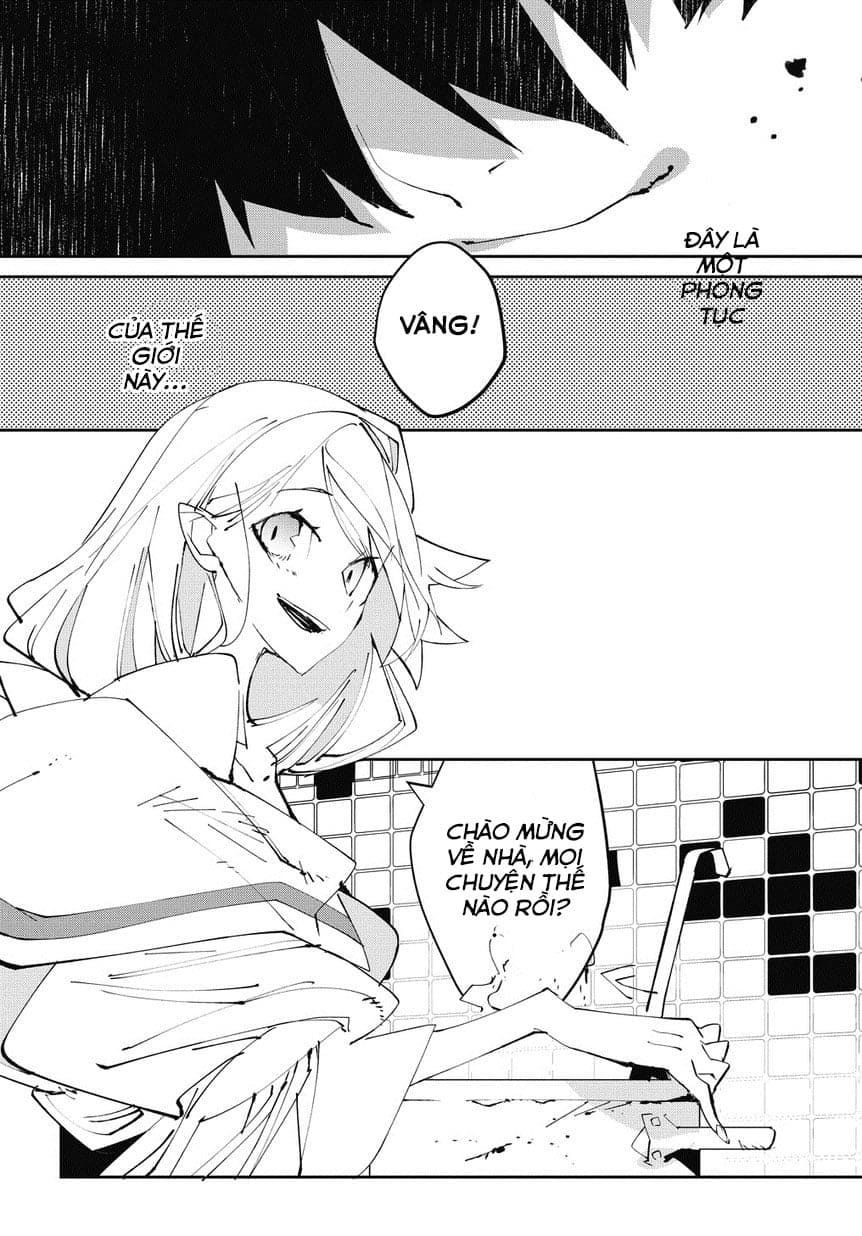 ĐÂY LÀ
MỘT
PHONG
TỤC
VÂNG!
CỦA THẾ
GIỚI
NÀY...
CHÀO MỪNG
VỀ NHÀ, MỌI
CHUYỆN THẾ
NÀO RỒI?